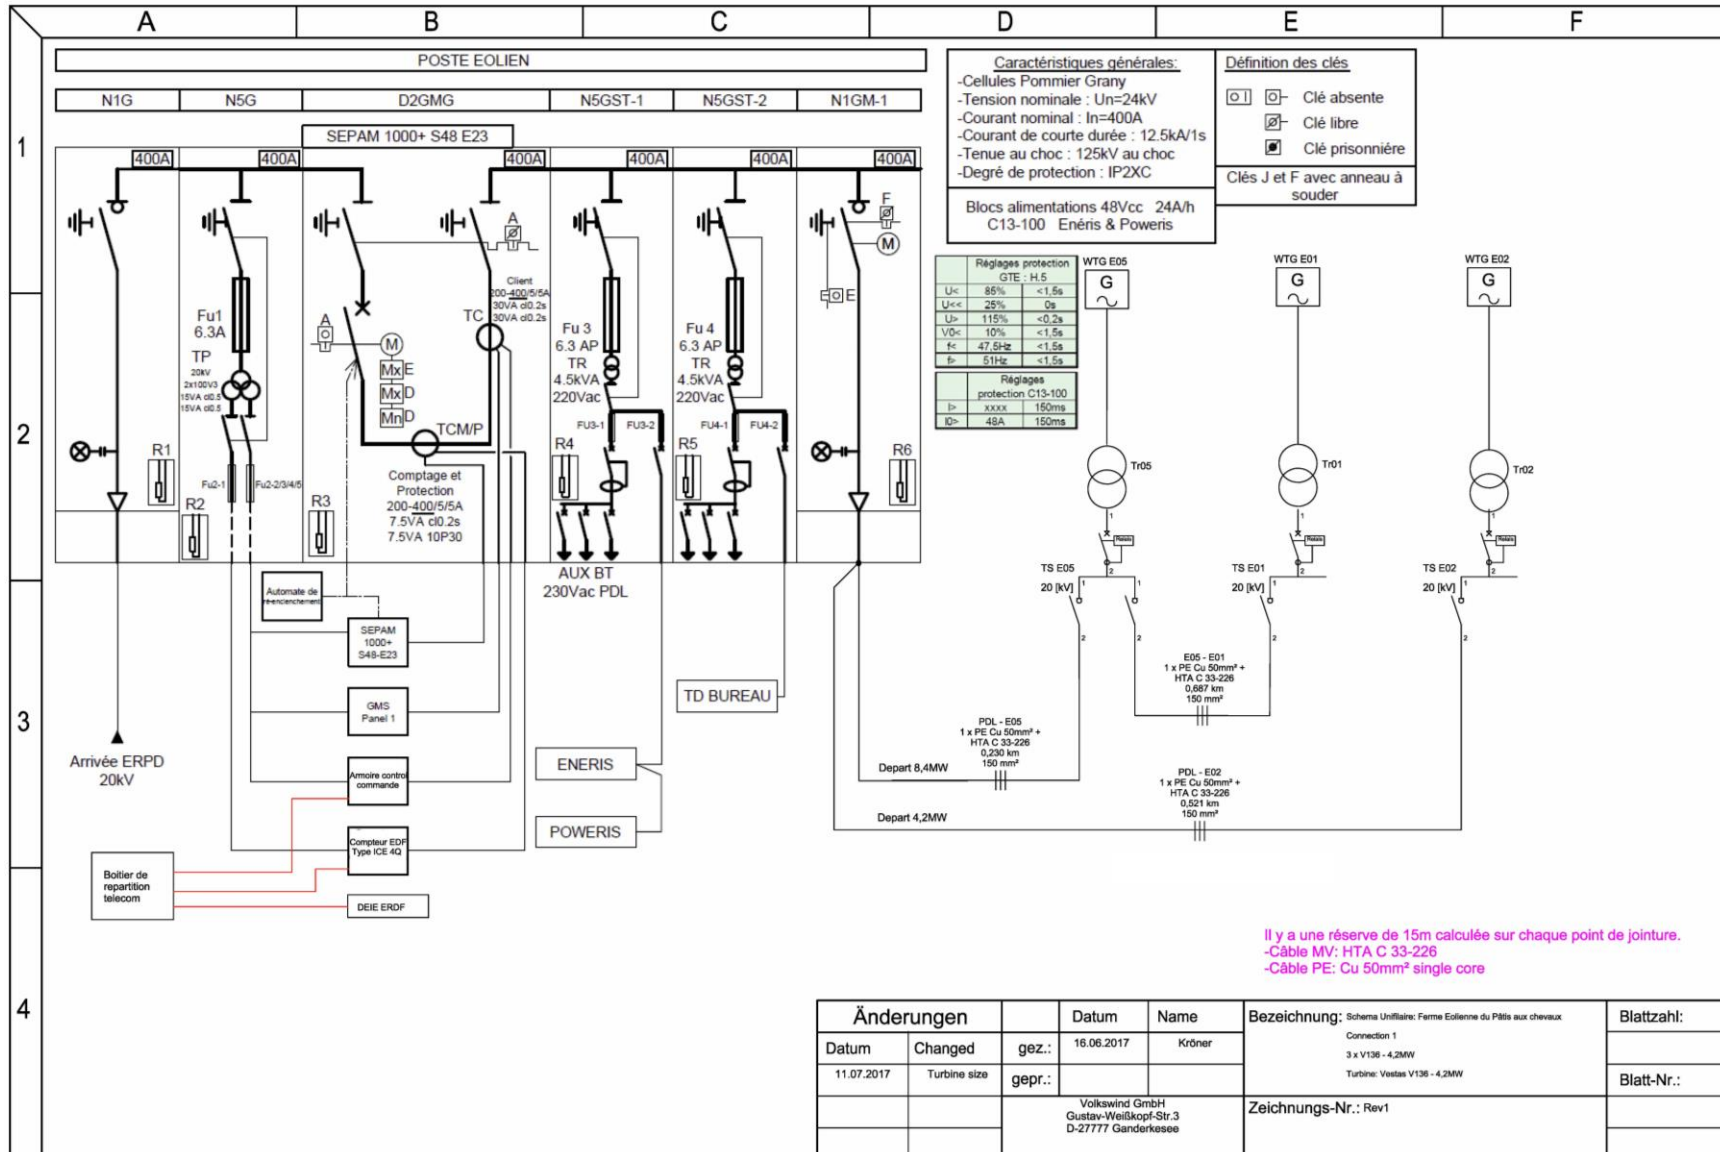 A B C D E F
1
2
3
4
POSTE EOLIEN
N1G N5G D2GMG N5GST-1 N5GST-2 N1GM-1
SEPAM 1000+ S48 E23
400A 400A 400A 400A 400A 400A
Caractéristiques générales:
-Cellules Pommier Grany
-Tension nominale : Un=24kV
-Courant nominal : In=400A
-Courant de courte durée : 12.5kA/1s
-Tenue au choc : 125kV au choc
-Degré de protection : IP2XC
Blocs alimentations 48Vcc 24A/h
C13-100 Enéris & Poweris
Définition des clés
Clé absente
Clé libre
Clé prisonnière
Clés J et F avec anneau à
souder
A
F
M
E
Client
200-400/5/5A
30VA cl0.2s
30VA cl0.2s
TC
Fu1
6.3A
TP
20kV
2x100V3
15VA cl0.5
15VA cl0.5
Fu2-1
Fu2-2/3/4/5
A
M
Mx E
Mx D
Mn D
TCM/P
Comptage et
Protection
200-400/5/5A
7.5VA cl0.2s
7.5VA 10P30
Fu 3
6.3 AP
TR
4.5kVA
220Vac
FU3-1 FU3-2
Fu 4
6.3 AP
TR
4.5kVA
220Vac
FU4-1 FU4-2
R1
R2
R3
R4
R5
R6
AUX BT
230Vac PDL
Automate de
ré-enclenchement
SEPAM
1000+
S48-E23
GMS
Panel 1
Armoire control
commande
Compteur EDF
Type ICE 4Q
DEIE ERDF
Boitier de
repartition
telecom
Arrivée ERPD
20kV
TD BUREAU
ENERIS
POWERIS
Réglages protection
GTE : H.5
U< 85% <1,5s
U<< 25% 0s
U> 115% <0,2s
V0< 10% <1,5s
f< 47,5Hz <1,5s
f> 51Hz <1,5s
Réglages
protection C13-100
I> xxxx 150ms
I0> 48A 150ms
WTG E05 WTG E01 WTG E02
G G G
Tr05 Tr01 Tr02
1 1 1
Relais Relais Relais
2 2 2
TS E05 TS E01 TS E02
20 [kV] 20 [kV] 20 [kV]
1 1 1 1
2 2 2 2
E05 - E01
1 x PE Cu 50mm² +
HTA C 33-226
0,687 km
150 mm²
PDL - E05
1 x PE Cu 50mm² +
HTA C 33-226
0,230 km
150 mm²
Depart 8,4MW
PDL - E02
1 x PE Cu 50mm² +
HTA C 33-226
0,521 km
150 mm²
Depart 4,2MW
Il y a une réserve de 15m calculée sur chaque point de jointure.
-Câble MV: HTA C 33-226
-Câble PE: Cu 50mm² single core
Änderungen Datum Name
Datum Changed gez.: 16.06.2017 Kröner
11.07.2017 Turbine size gepr.:
Volkswind GmbH
Gustav-Weißkopf-Str.3
D-27777 Ganderkesee
Bezeichnung: Schema Unifilaire: Ferme Eolienne du Pâtis aux chevaux
Connection 1
3 x V136 - 4,2MW
Turbine: Vestas V136 - 4,2MW
Zeichnungs-Nr.: Rev1
Blattzahl:
Blatt-Nr.: